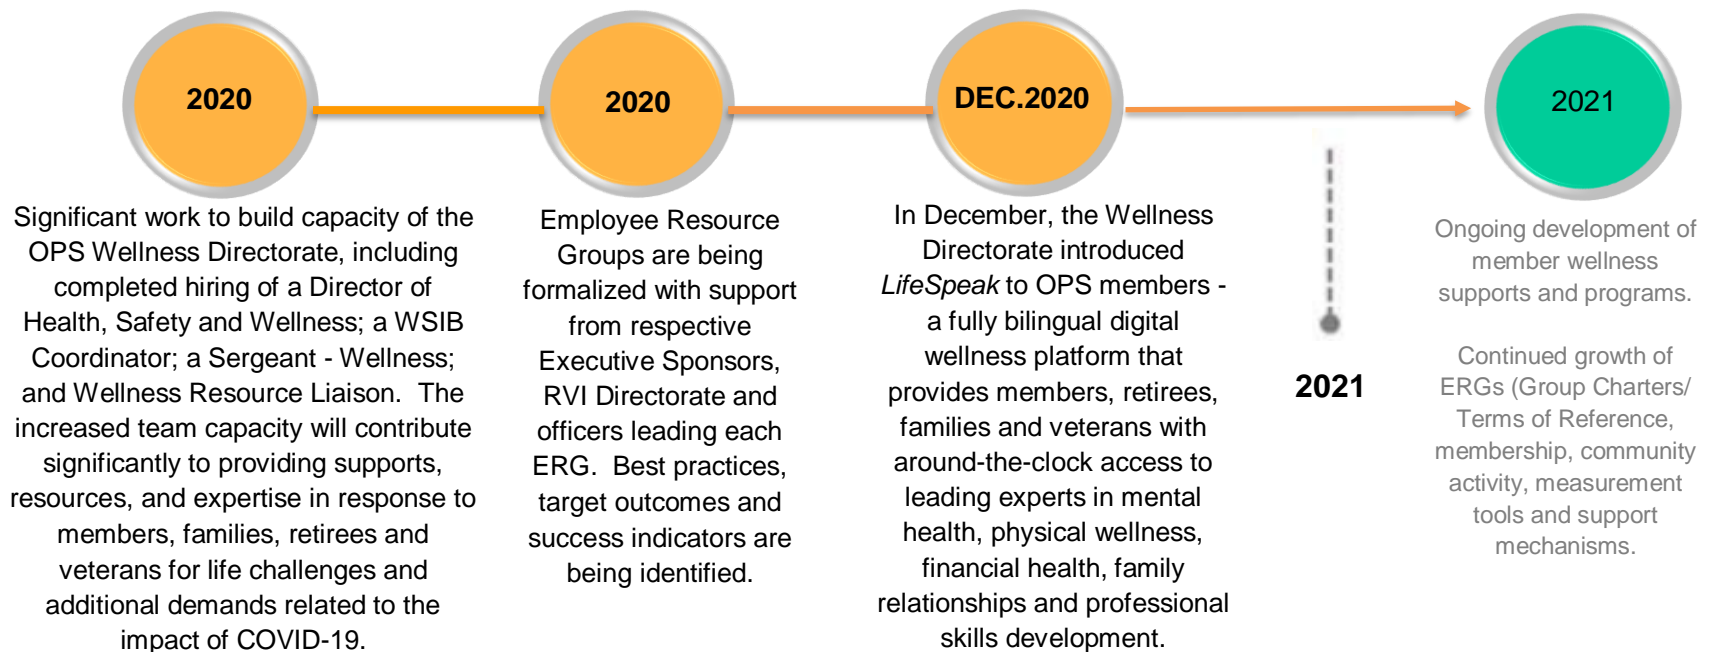 2020
Significant work to build capacity of the
OPS Wellness Directorate, including
completed hiring of a Director of
Health, Safety and Wellness; a WSIB
Coordinator; a Sergeant - Wellness;
and Wellness Resource Liaison.  The
increased team capacity will contribute
significantly to providing supports,
resources, and expertise in response to
members, families, retirees and
veterans for life challenges and
additional demands related to the
impact of COVID-19.
2020
Employee Resource
Groups are being
formalized with support
from respective
Executive Sponsors,
RVI Directorate and
officers leading each
ERG.  Best practices,
target outcomes and
success indicators are
being identified.
DEC.2020
In December, the Wellness
Directorate introduced
LifeSpeak to OPS members -
a fully bilingual digital
wellness platform that
provides members, retirees,
families and veterans with
around-the-clock access to
leading experts in mental
health, physical wellness,
financial health, family
relationships and professional
skills development.
2021
2021
Ongoing development of
member wellness
supports and programs.
Continued growth of
ERGs (Group Charters/
Terms of Reference,
membership, community
activity, measurement
tools and support
mechanisms.